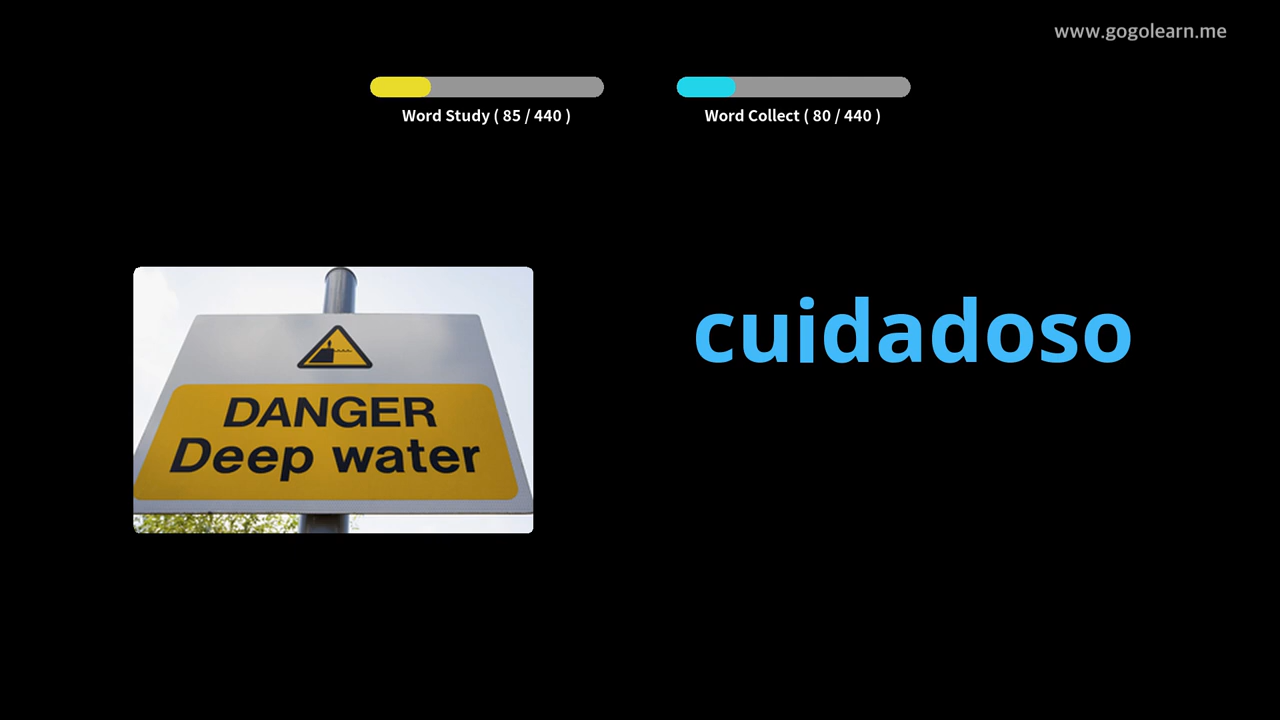 www.gogolearn.me
Word Study ( 85 / 440 )
Word Collect ( 80 / 440 )
DANGER
Deep water
cuidadoso